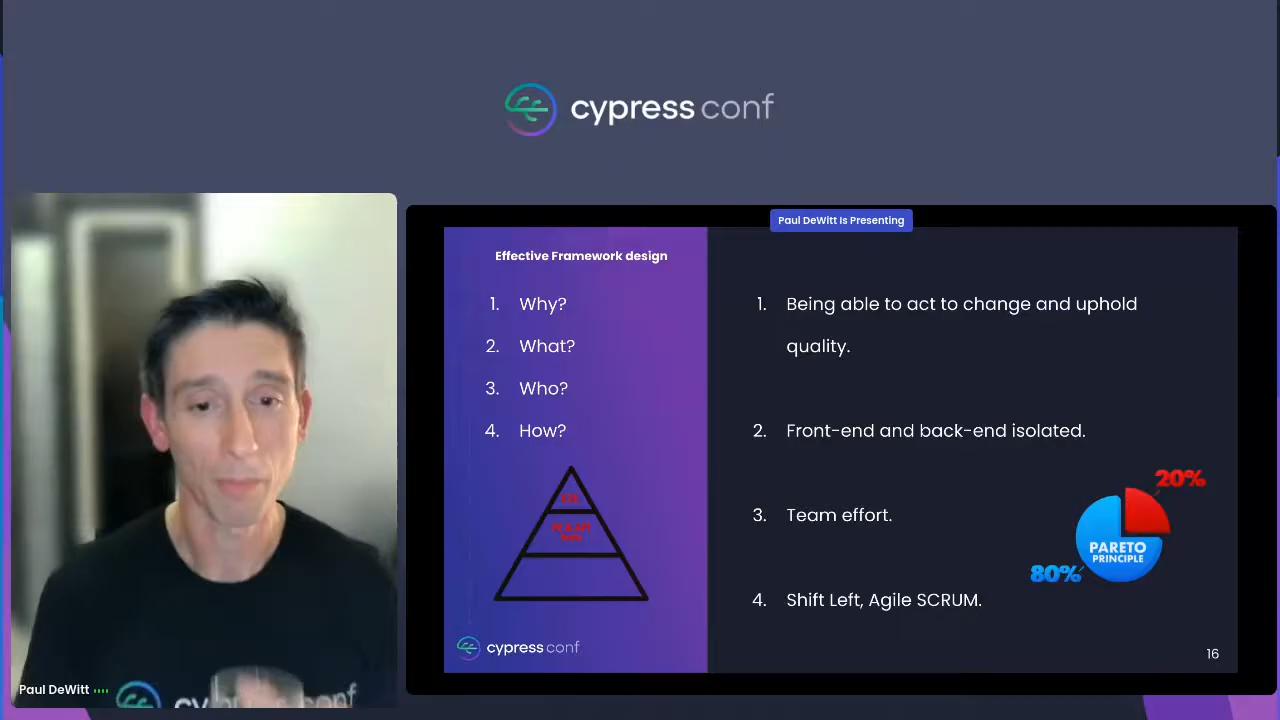 cypress conf
Paul DeWitt Is Presenting
Effective Framework design
1. Why?
2. What?
3. Who?
4. How?
cypress conf
1. Being able to act to change and uphold
quality.
2. Front-end and back-end isolated.
3. Team effort.
4. Shift Left, Agile SCRUM.
20%
PARETO
PRINCIPLE
80%
16
Paul DeWitt